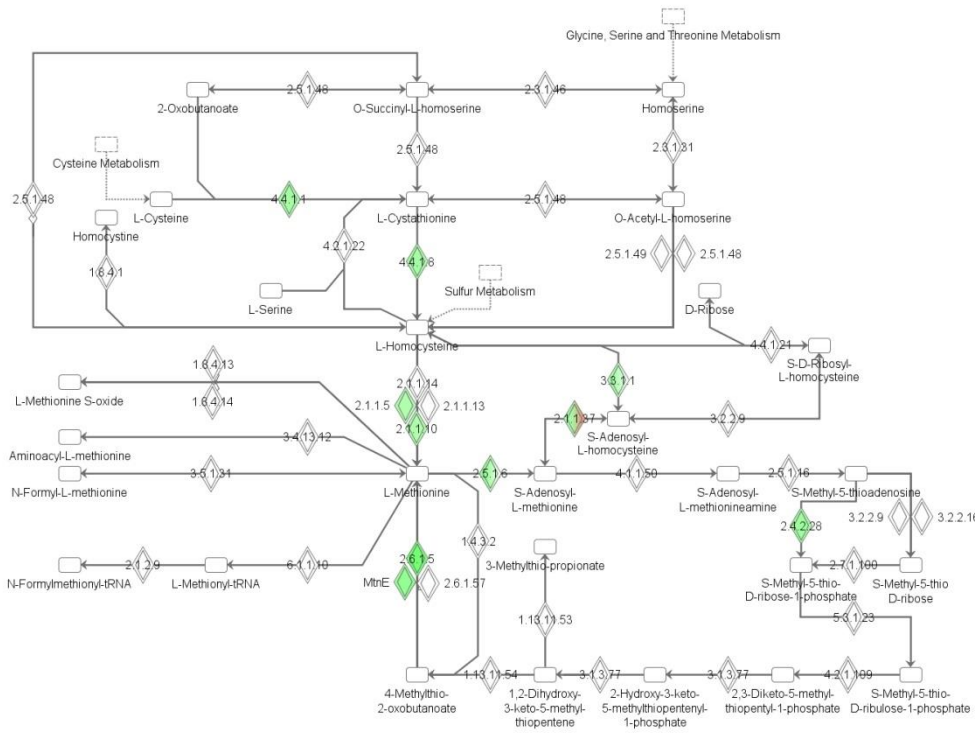 Glycine, Serine and Threonine Metabolism
2.5.1.48
2.3.1.46
2-Oxobutanoate
O-Succinyl-L-homoserine
Homoserine
2.5.1.48
2.3.1.31
Cysteine Metabolism
2.5.1.48
4.4.1.1
2.5.1.48
L-Cysteine
L-Cystathionine
O-Acetyl-L-homoserine
Homocystine
4.2.1.22
2.5.1.49
2.5.1.48
1.8.4.1
4.4.1.8
Sulfur Metabolism
L-Serine
D-Ribose
L-Homocysteine
4.4.1.21
S-D-Ribosyl-
L-homocysteine
1.8.4.13
3.3.1.1
2.1.1.14
L-Methionine S-oxide
1.8.4.14
2.1.1.5
2.1.1.13
2.1.1.10
2.1.1.37
3.2.2.9
S-Adenosyl-
L-homocysteine
3.4.13.12
Aminoacyl-L-methionine
3.5.1.31
2.5.1.6
4.1.1.50
2.5.1.16
N-Formyl-L-methionine
L-Methionine
S-Adenosyl-
L-methionine
S-Adenosyl-
L-methionineamine
S-Methyl-5-thioadenosine
3.2.2.9
3.2.2.16
2.4.2.28
1.4.3.2
3-Methylthio-propionate
2.1.2.9
6.1.1.10
2.6.1.5
2.7.1.100
N-Formylmethionyl-tRNA
L-Methionyl-tRNA
MtnE
2.6.1.57
S-Methyl-5-thio-
D-ribose-1-phosphate
S-Methyl-5-thio
D-ribose
1.13.11.53
5.3.1.23
1.13.11.54
3.1.3.77
3.1.3.77
4.2.1.109
4-Methylthio-
2-oxobutanoate
1,2-Dihydroxy-
3-keto-5-methyl-
thiopentene
2-Hydroxy-3-keto-
5-methylthiopentenyl-
1-phosphate
2,3-Diketo-5-methyl-
thiopentyl-1-phosphate
S-Methyl-5-thio-
D-ribulose-1-phosphate